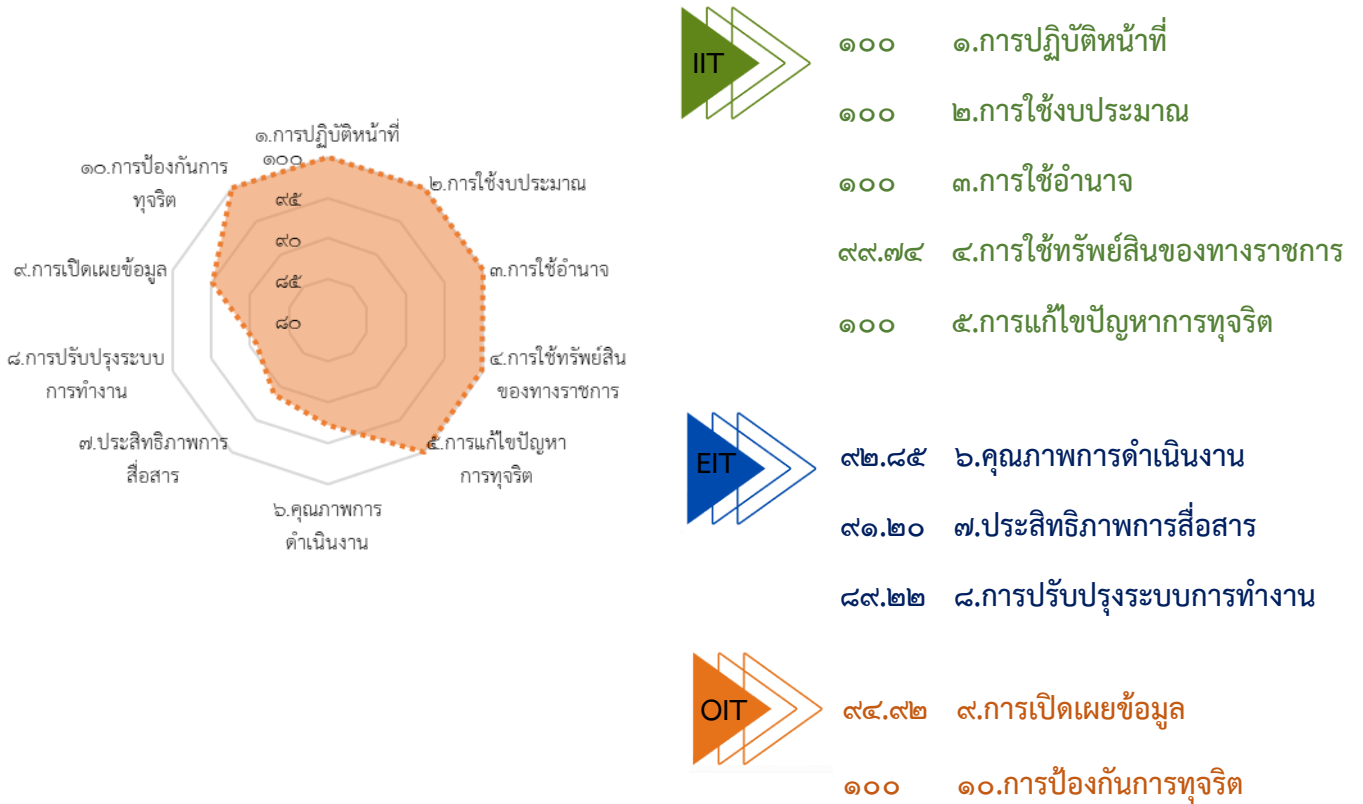 ๑.การปฏิบัติหน้าที่
๑๐๐
๙๕
๙๐
๘๕
๘๐
๒.การใช้งบประมาณ
๓.การใช้อำนาจ
๔.การใช้ทรัพย์สิน
ของทางราชการ
๕.การแก้ไขปัญหา
การทุจริต
๖.คุณภาพการ
ดำเนินงาน
๗.ประสิทธิภาพการ
สื่อสาร
๘.การปรับปรุงระบบ
การทำงาน
๙.การเปิดเผยข้อมูล
๑๐.การป้องกันการ
ทุจริต
IIT
๑๐๐ ๑.การปฏิบัติหน้าที่
๑๐๐ ๒.การใช้งบประมาณ
๑๐๐ ๓.การใช้อำนาจ
๙๙.๗๔ ๔.การใช้ทรัพย์สินของทางราชการ
๑๐๐ ๕.การแก้ไขปัญหาการทุจริต
EIT
๙๒.๘๕ ๖.คุณภาพการดำเนินงาน
๙๑.๒๐ ๗.ประสิทธิภาพการสื่อสาร
๘๙.๒๒ ๘.การปรับปรุงระบบการทำงาน
OIT
๙๔.๙๒ ๙.การเปิดเผยข้อมูล
๑๐๐ ๑๐.การป้องกันการทุจริต